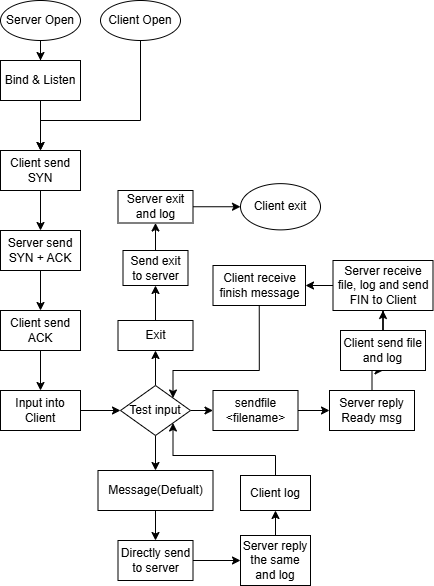 Server Open
Client Open
Bind & Listen
Client send
SYN
Server exit
and log
Client exit
Server send
SYN + ACK
Send exit
to server
Client receive
finish message
Server receive
file, log and send
FIN to Client
Client send
ACK
Exit
Client send file
and log
Input into
Client
Test input
sendfile
<filename>
Server reply
Ready msg
Message(Defualt)
Client log
Directly send
to server
Server reply
the same
and log